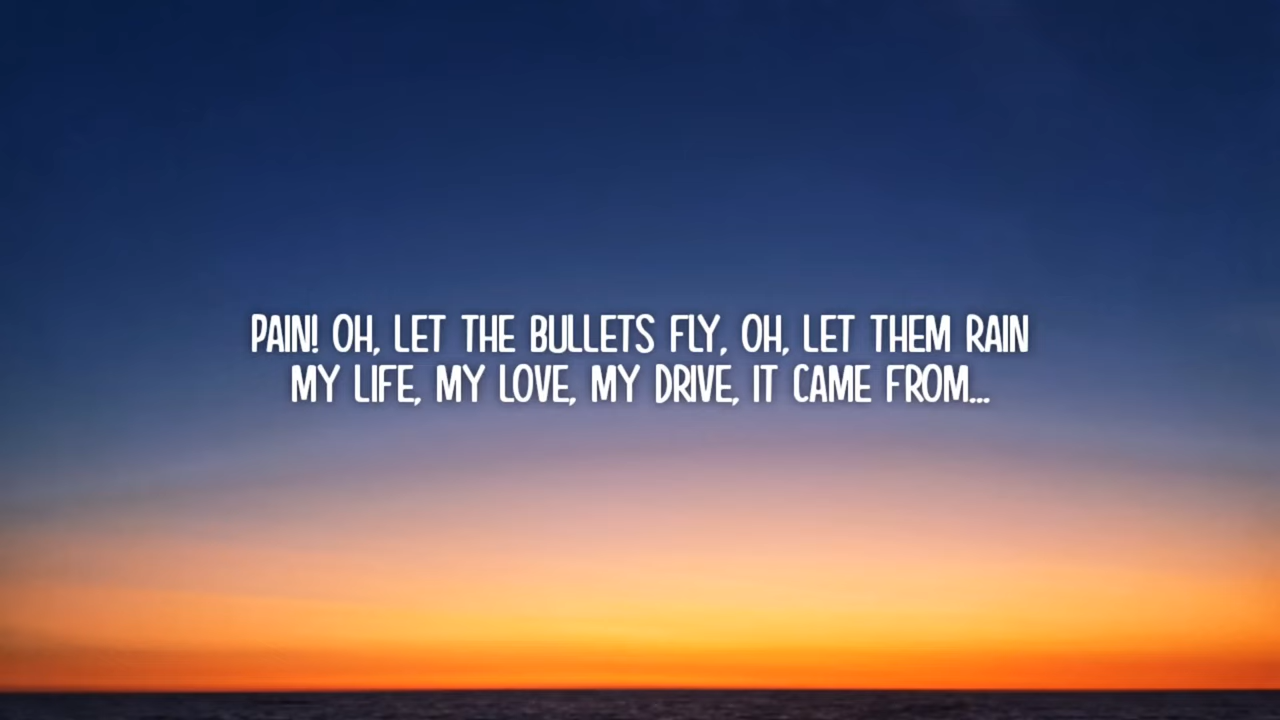 PAIN! OH, LET THE BULLETS FLY, OH, LET THEM RAIN
MY LIFE, MY LOVE, MY DRIVE, IT CAME FROM...